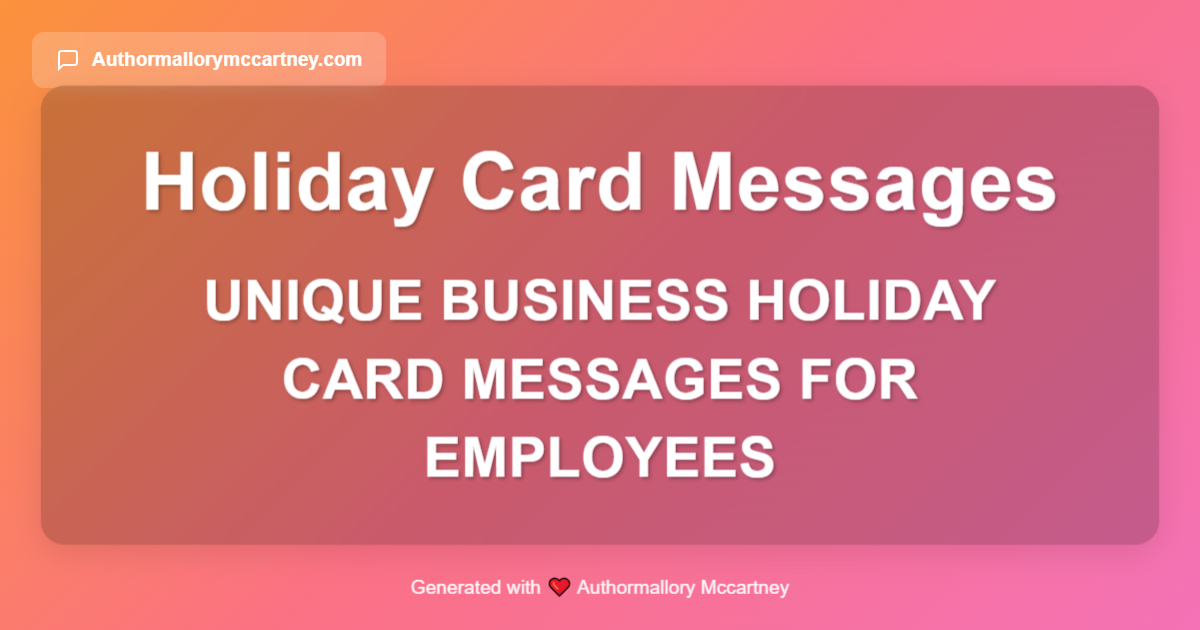 Authormallorymccartney.com
Holiday Card Messages
UNIQUE BUSINESS HOLIDAY
CARD MESSAGES FOR
EMPLOYEES
Generated with ❤️ Authormallory Mccartney